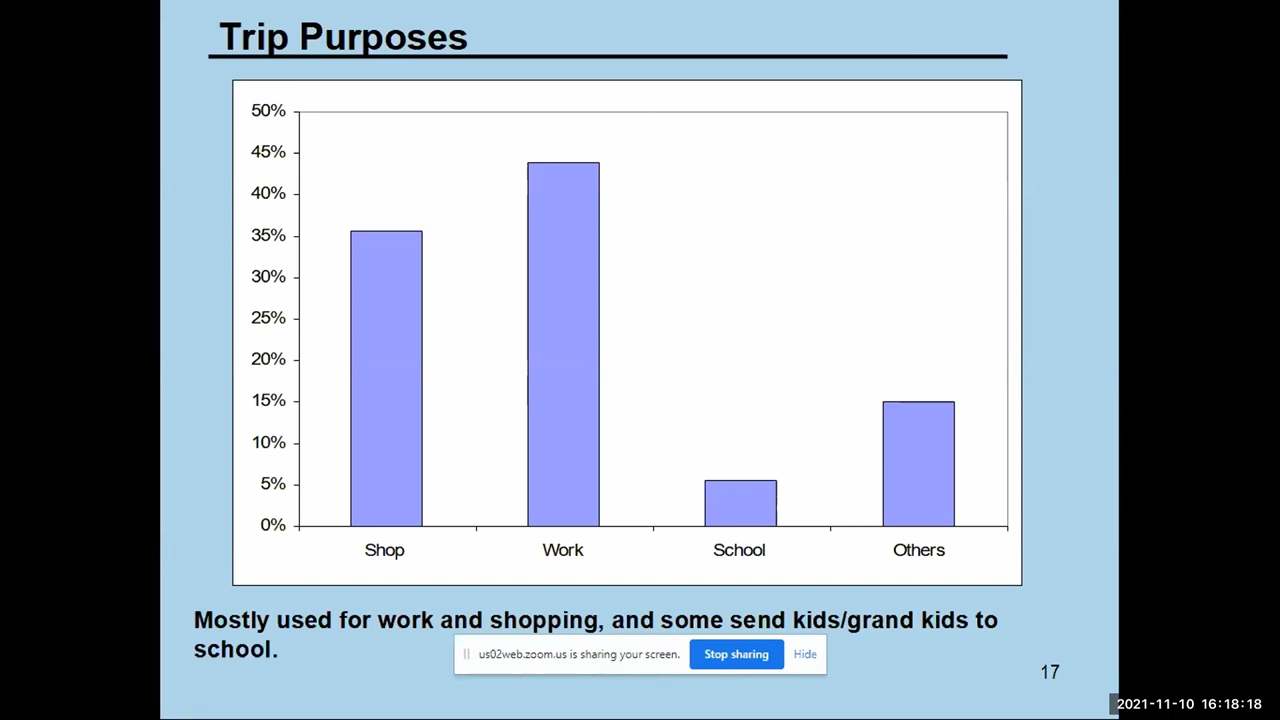 Trip Purposes
50%
45%
40%
35%
30%
25%
20%
15%
10%
5%
0%
Shop Work School Others
Mostly used for work and shopping, and some send kids/grand kids to
school.
us02web.zoom.us is sharing your screen. Stop sharing Hide
17
2021-11-10 16:18:18